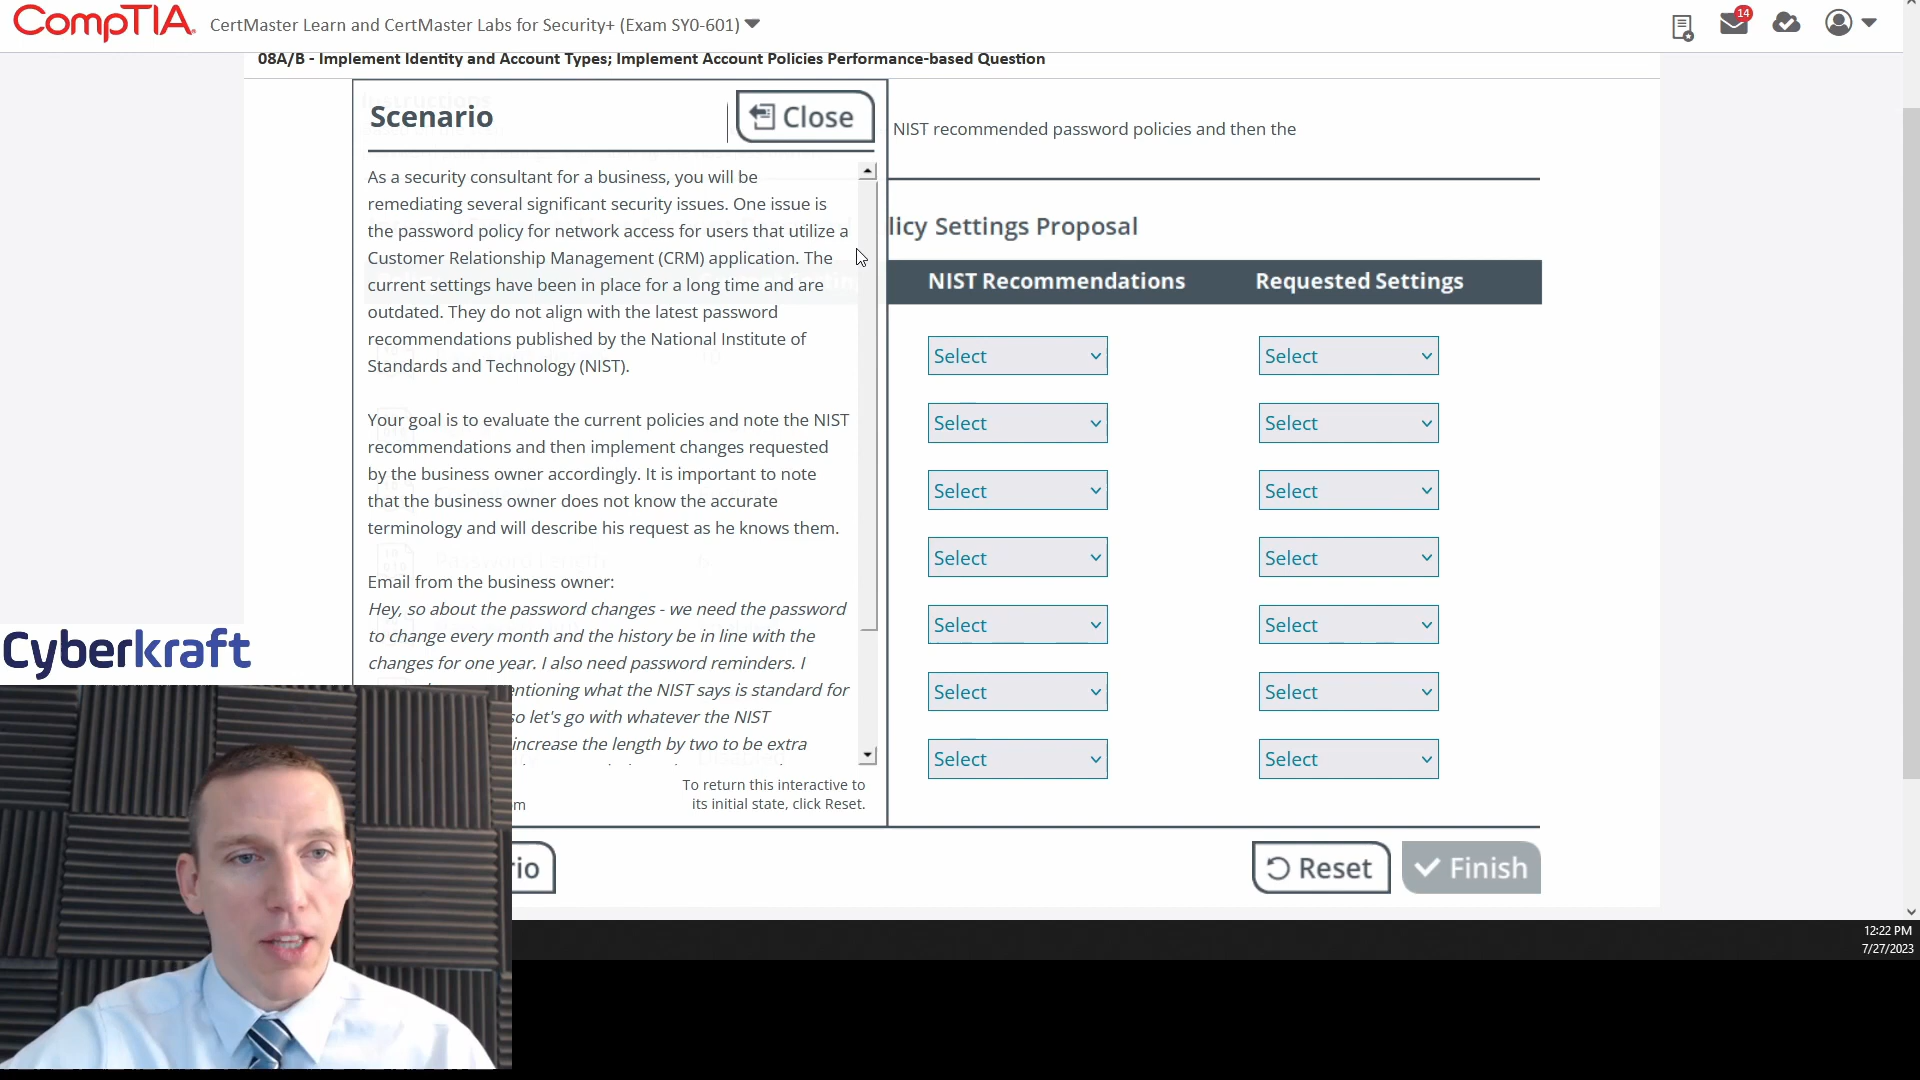 CompTIA.
CertMaster Learn and CertMaster Labs for Security+ (Exam SY0-601)
14
08A/B - Implement Identity and Account Types; Implement Account Policies Performance-based Question
Scenario
Close
NIST recommended password policies and then the
As a security consultant for a business, you will be
remediating several significant security issues. One issue is
the password policy for network access for users that utilize a
Customer Relationship Management (CRM) application. The
current settings have been in place for a long time and are
outdated. They do not align with the latest password
recommendations published by the National Institute of
Standards and Technology (NIST).
Your goal is to evaluate the current policies and note the NIST
recommendations and then implement changes requested
by the business owner accordingly. It is important to note
that the business owner does not know the accurate
terminology and will describe his request as he knows them.
Password Length 6
Email from the business owner:
Hey, so about the password changes - we need the password
to change every month and the history be in line with the
changes for one year. I also need password reminders. I
entioning what the NIST says is standard for
so let's go with whatever the NIST
increase the length by two to be extra
To return this interactive to
its initial state, click Reset.
em
licy Settings Proposal
NIST Recommendations Requested Settings
Select Select
Select Select
Select Select
Select Select
Select Select
Select Select
Select Select
io
Reset
Finish
Cyberkraft
12:22 PM
7/27/2023